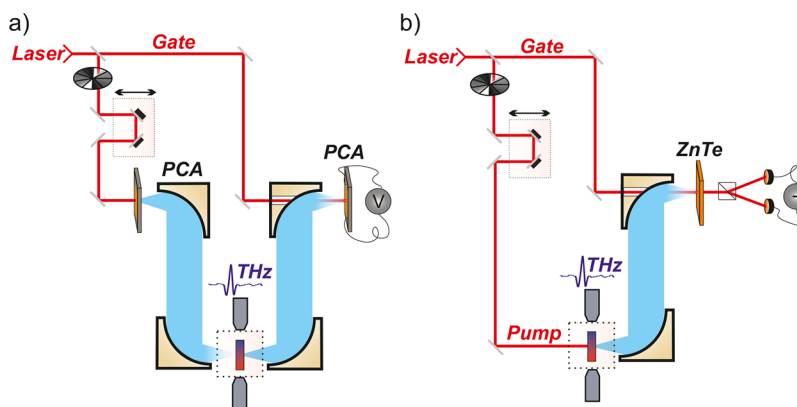 a)
Laser
Gate
PCA
PCA
V
THz
b)
Laser
Gate
ZnTe
THz
Pump